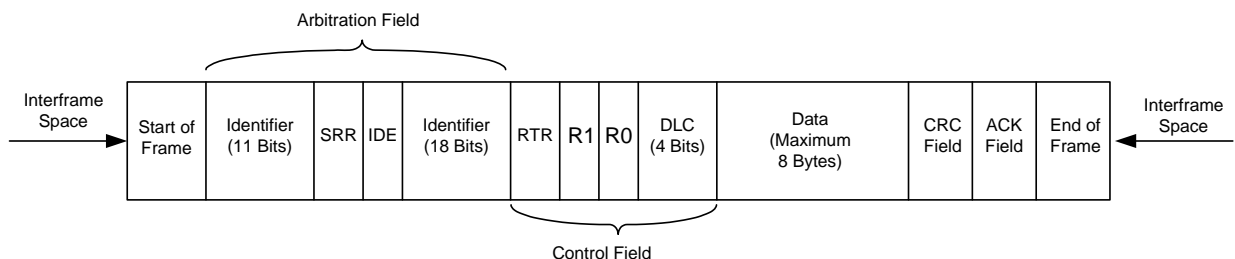 Arbitration Field
Interframe
Space
Start of
Frame
Identifier
(11 Bits)
SRR
IDE
Identifier
(18 Bits)
RTR
R1
R0
DLC
(4 Bits)
Data
(Maximum
8 Bytes)
CRC
Field
ACK
Field
End of
Frame
Interframe
Space
Control Field